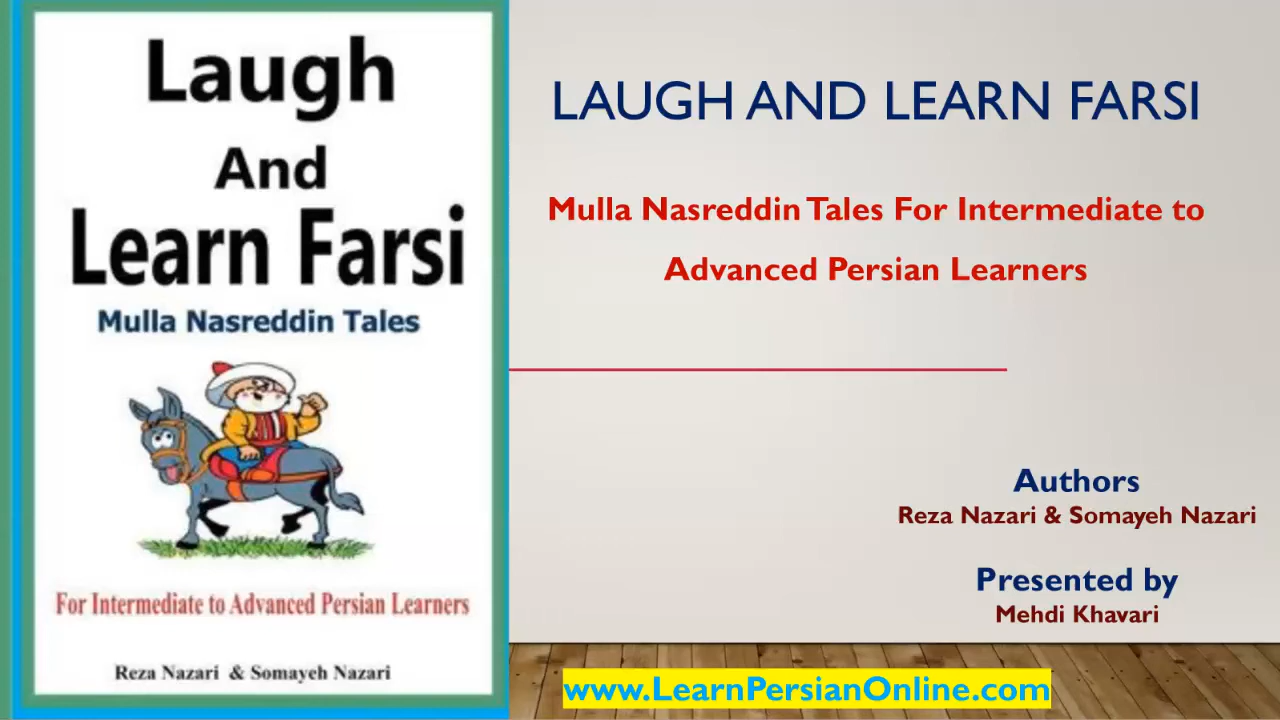 Laugh
And
Learn Farsi
Mulla Nasreddin Tales
For Intermediate to Advanced Persian Learners
Reza Nazari & Somayeh Nazari
LAUGH AND LEARN FARSI
Mulla Nasreddin Tales For Intermediate to
Advanced Persian Learners
Authors
Reza Nazari & Somayeh Nazari
Presented by
Mehdi Khavari
www.LearnPersianOnline.com